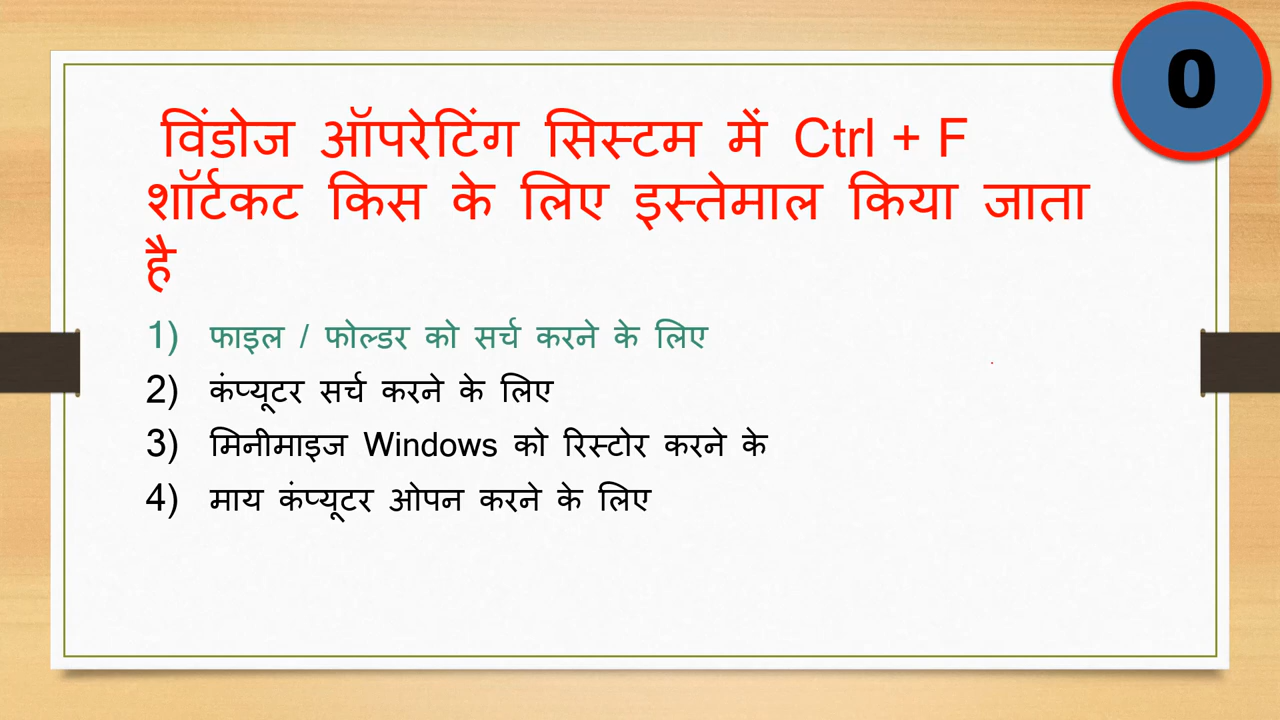 0
विंडोज ऑपरेटिंग सिस्टम में Ctrl + F
शॉर्टकट किस के लिए इस्तेमाल किया जाता
है
1) फाइल / फोल्डर को सर्च करने के लिए
2) कंप्यूटर सर्च करने के लिए
3) मिनीमाइज Windows को रिस्टोर करने के
4) माय कंप्यूटर ओपन करने के लिए